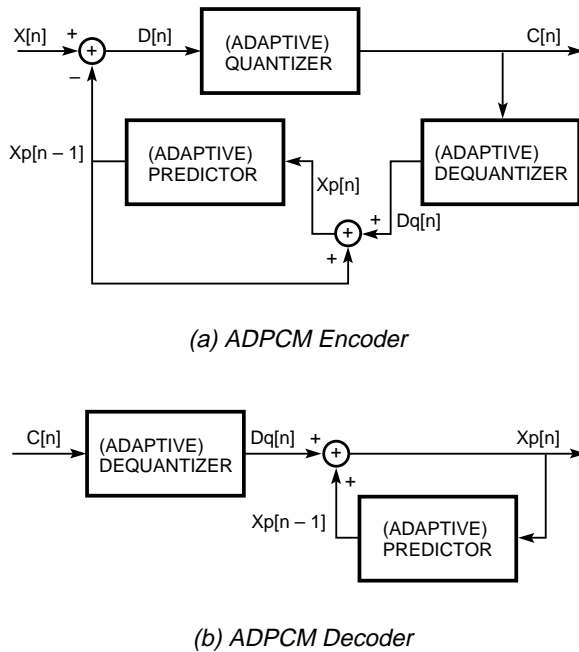 X[n]
+
+
–
D[n]
(ADAPTIVE)
QUANTIZER
C[n]
Xp[n – 1]
(ADAPTIVE)
PREDICTOR
Xp[n]
(ADAPTIVE)
DEQUANTIZER
+
Dq[n]
+
+
(a) ADPCM Encoder
C[n]
(ADAPTIVE)
DEQUANTIZER
Dq[n]
+
+
+
Xp[n]
Xp[n – 1]
(ADAPTIVE)
PREDICTOR
(b) ADPCM Decoder